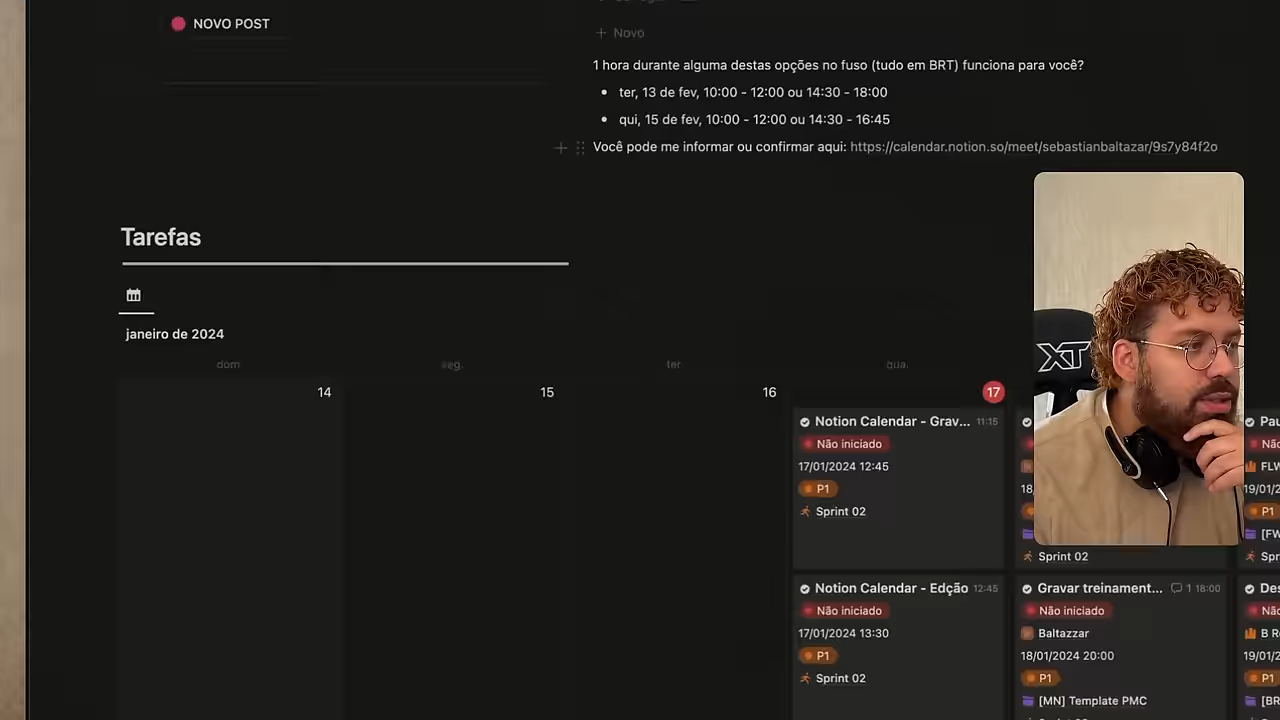 NOVO POST
Novo
1 hora durante alguma destas opções no fuso (tudo em BRT) funciona para você?
ter, 13 de fev, 10:00 - 12:00 ou 14:30 - 18:00
qui, 15 de fev, 10:00 - 12:00 ou 14:30 - 16:45
Você pode me informar ou confirmar aqui: https://calendar.notion.so/meet/sebastianbaltazar/9s7y84f2o
Tarefas
janeiro de 2024
dom. seg. ter. qua.
14 15 16 17
Notion Calendar - Grav... 11:15
Não iniciado
17/01/2024 12:45
P1
Sprint 02
XT
Sprint 02
Notion Calendar - Edção 12:45
Não iniciado
17/01/2024 13:30
P1
Sprint 02
Gravar treinament... 1 18:00
Não iniciado
Baltazzar
18/01/2024 20:00
P1
[MN] Template PMC